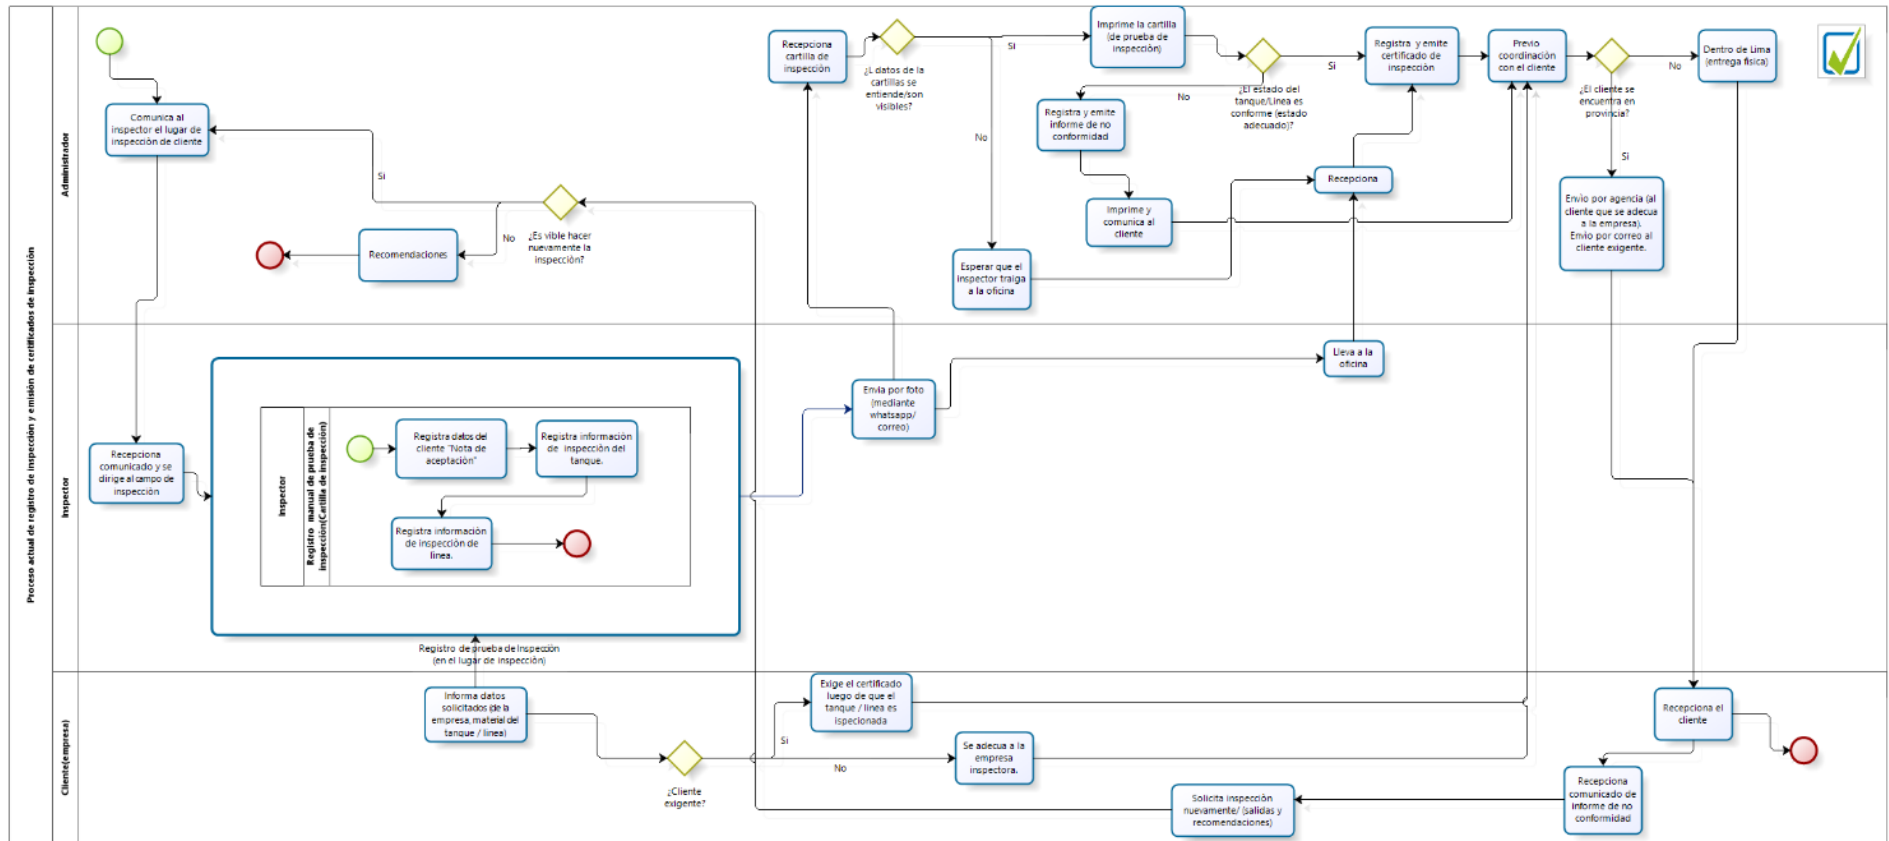 Proceso actual de registro de inspección y emisión de certificados de inspección
Administrador
Comunica al
inspector el lugar de
inspección de cliente
Si
¿Es vible hacer
nuevamente la
inspección?
No
Recomendaciones
Recepciona
cartilla de
inspección
¿L datos de la
cartillas se
entiende/son
visibles?
Si
No
Imprime la cartilla
(de prueba de
inspección)
¿El estado del
tanque/Linea es
conforme (estado
adecuado)?
Si
No
Registra y emite
informe de no
conformidad
Imprime y
comunica al
cliente
Esperar que el
inspector traiga
a la oficina
Recepciona
Registra y emite
certificado de
inspección
Previo
coordinación
con el cliente
¿El cliente se
encuentra en
provincia?
No
Si
Dentro de Lima
(entrega fisica)
Envio por agencia (al
cliente que se adecua
a la empresa).
Envio por correo al
cliente exigente.
Inspector
Recepciona
comunicado y se
dirige al campo de
inspección
Inspector
Registro manual de prueba de
inspección(Cartilla de inspección)
Registra datos del
cliente "Nota de
aceptación"
Registra información
de inspección del
tanque.
Registra información
de inspección de
linea.
Registro de prueba de Inspección
(en el lugar de inspección)
Envia por foto
(mediante
whatsapp/
correo)
Lleva a la
oficina
Cliente(empresa)
Informa datos
solicitados (de la
empresa, material del
tanque / linea)
¿Cliente
exigente?
Si
No
Exige el certificado
luego de que el
tanque / linea es
ispecionada
Se adecua a la
empresa
inspectora.
Solicita inspección
nuevamente/ (salidas y
recomendaciones)
Recepciona el
cliente
Recepciona
comunicado de
informe de no
conformidad